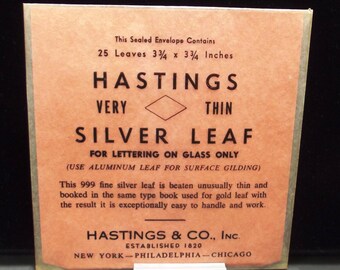 This Sealed Envelope Contains
25 Leaves 3¾ x 3¾ Inches
HASTINGS
VERY THIN
SILVER LEAF
FOR LETTERING ON GLASS ONLY
(USE ALUMINUM LEAF FOR SURFACE GILDING)
This 999 fine silver leaf is beaten unusually thin and
booked in the same type book used for gold leaf with
the result it is exceptionally easy to handle and work.
HASTINGS & CO., Inc.
ESTABLISHED 1820
NEW YORK—PHILADELPHIA—CHICAGO